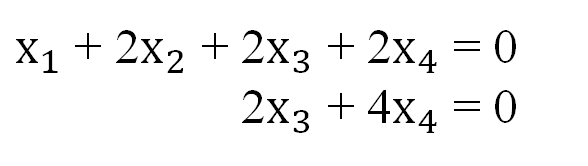 x₁ + 2x₂ + 2x₃ + 2x₄ = 0
2x₃ + 4x₄ = 0